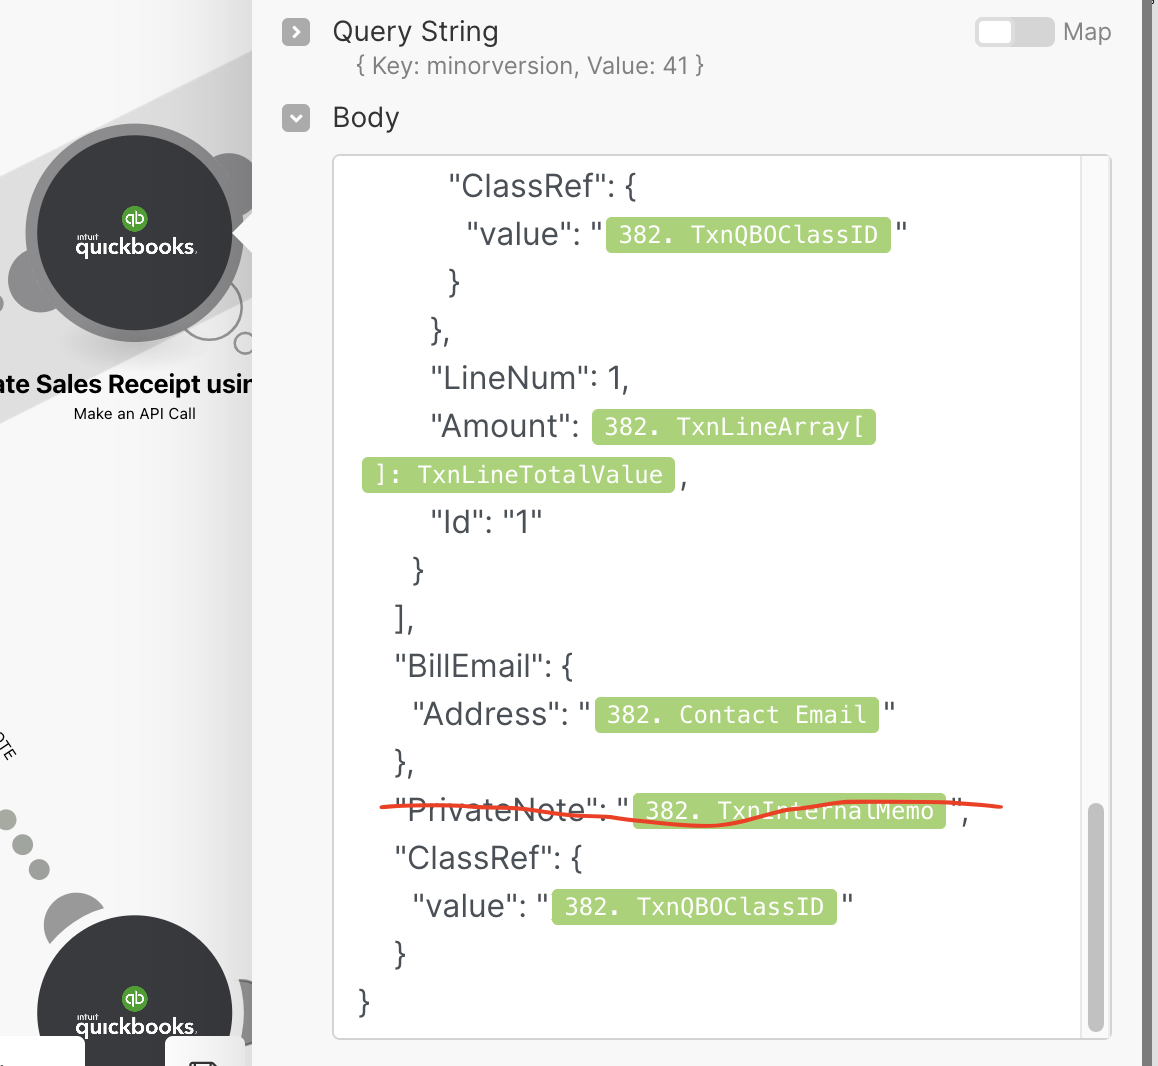 Query String
Map
{ Key: minorversion, Value: 41 }
Body
"ClassRef": {
"value": "382. TxnQBOClassID"
}
},
"LineNum": 1,
"Amount": 382. TxnLineArray[
]: TxnLineTotalValue,
"Id": "1"
}
],
"BillEmail": {
"Address": "382. Contact Email"
},
"PrivateNote": "382. TxnInternalMemo",
"ClassRef": {
"value": "382. TxnQBOClassID"
}
}
qb
intuit
quickbooks.
ate Sales Receipt usin
Make an API Call
OTE
qb
intuit
quickbooks.